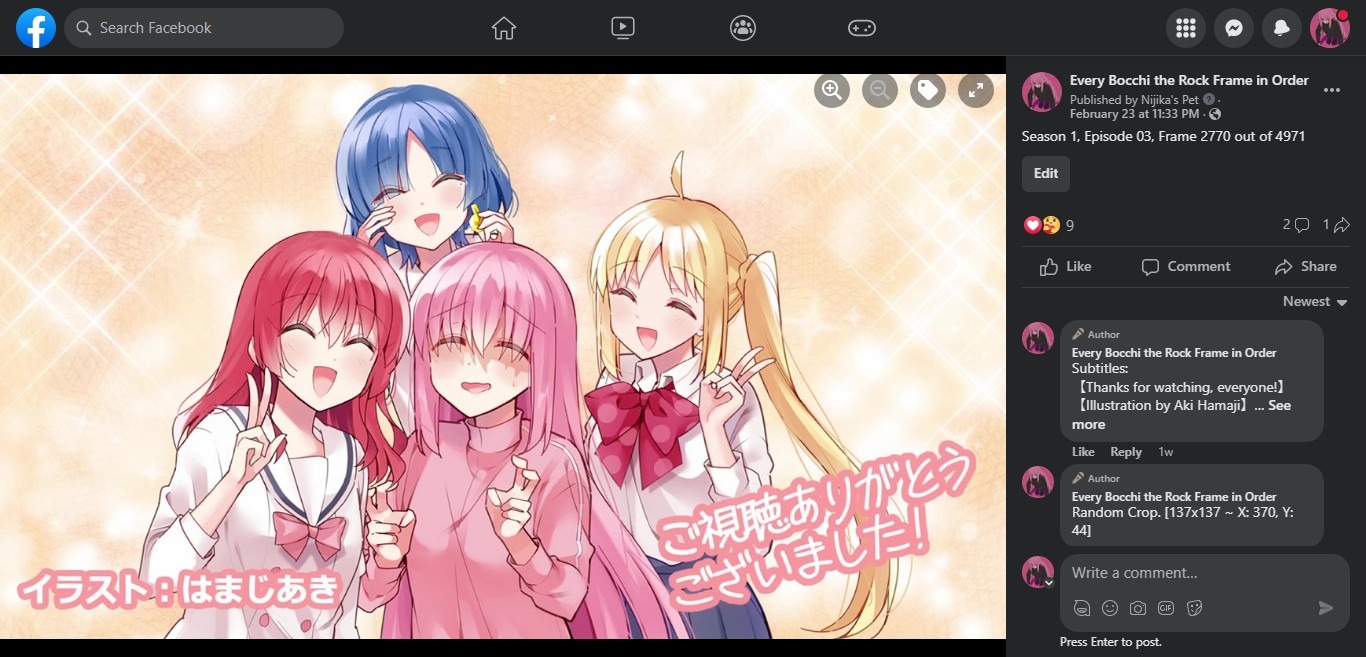 Search Facebook
イラスト:はまじあき
ご視聴ありがとう
ございました!
Every Bocchi the Rock Frame in Order
Published by Nijika's Pet
February 23 at 11:33 PM ·
Season 1, Episode 03, Frame 2770 out of 4971
Edit
9
2
1
Like
Comment
Share
Newest
Author
Every Bocchi the Rock Frame in Order
Subtitles:
【Thanks for watching, everyone!】
【Illustration by Aki Hamaji】... See
more
Like Reply 1w
Author
Every Bocchi the Rock Frame in Order
Random Crop. [137x137 ~ X: 370, Y:
44]
Write a comment...
GIF
Press Enter to post.